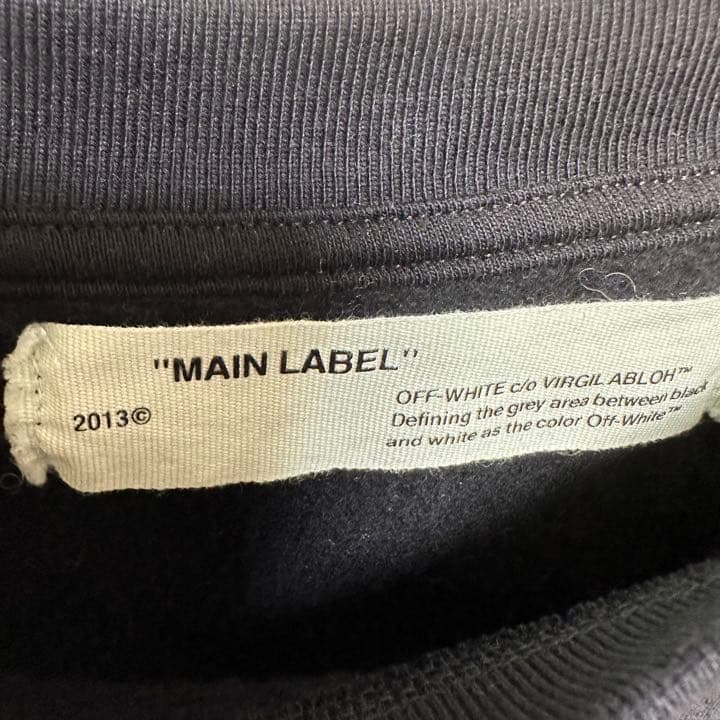 "MAIN LABEL"
2013©
OFF-WHITE c/o VIRGIL ABLOH™
Defining the grey area between black
and white as the color Off-White™